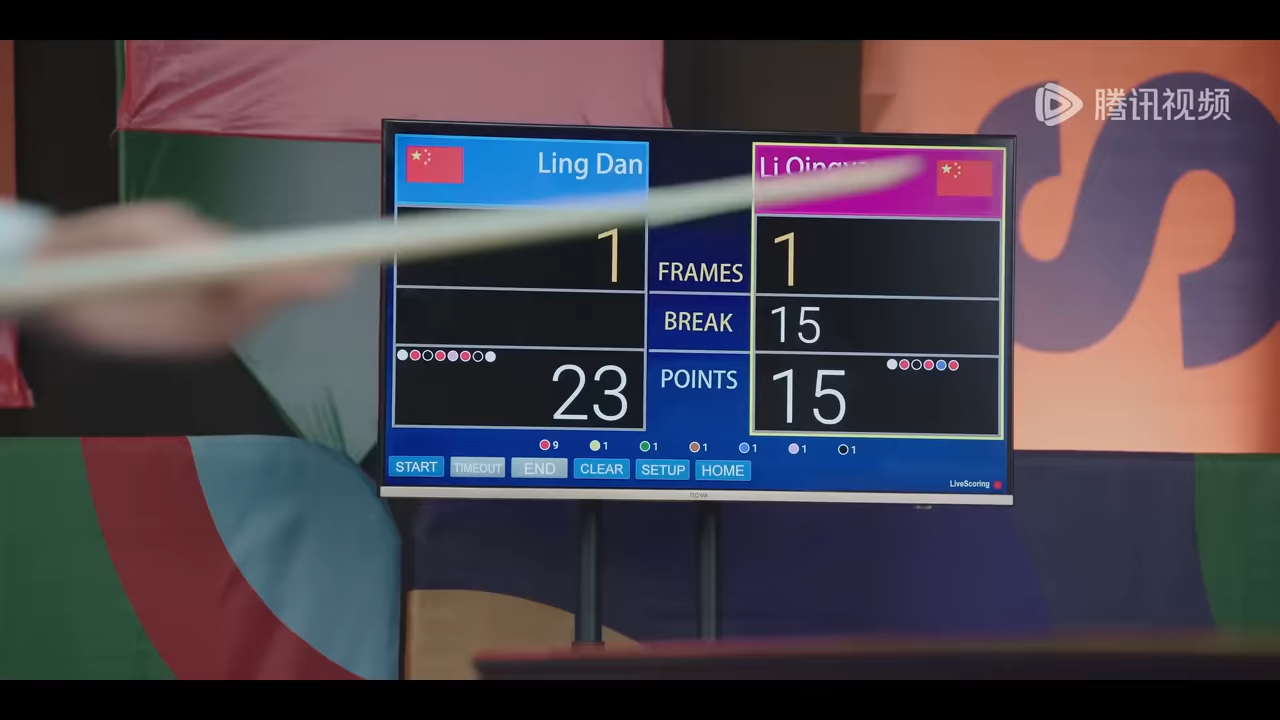 腾讯视频
Ling Dan
Li
1
FRAMES
1
BREAK
15
23
POINTS
15
9
1
1
1
1
1
1
START
TIMEOUT
END
CLEAR
SETUP
HOME
LiveScoring